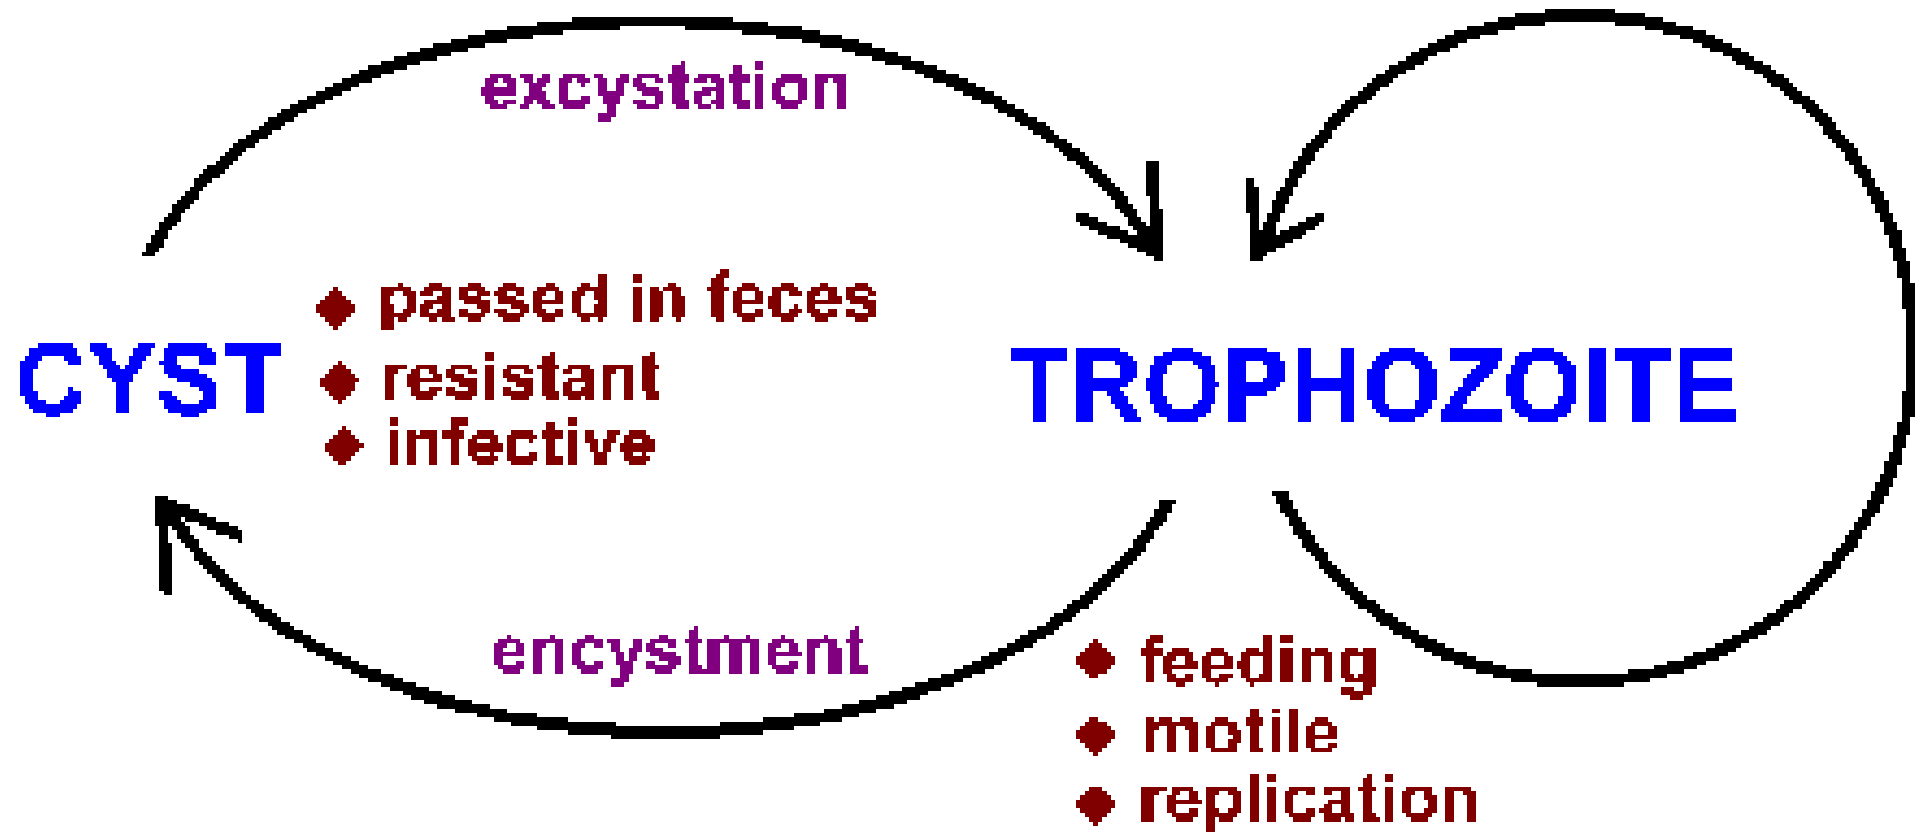 excystation
CYST
◆ passed in feces
◆ resistant
◆ infective
TROPHOZOITE
encystment
◆ feeding
◆ motile
◆ replication